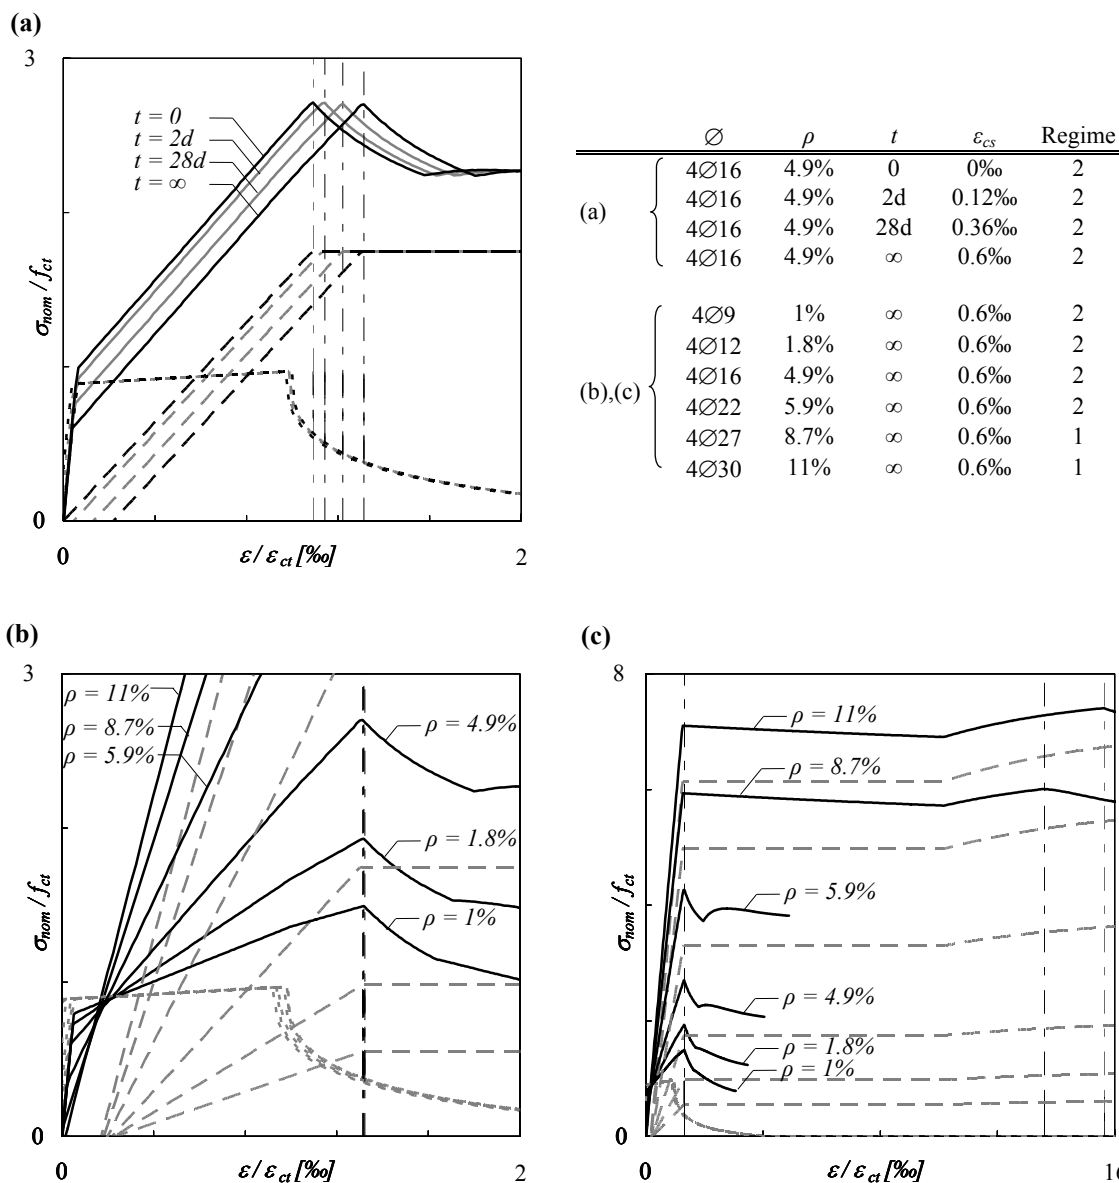 (a)
3
t = 0
t = 2d
t = 28d
t = ∞
σnom / fct
0
0
ε / εct [‰]
2
∅ ρ t εcs Regime
(a)
4∅16 4.9% 0 0‰ 2
4∅16 4.9% 2d 0.12‰ 2
4∅16 4.9% 28d 0.36‰ 2
4∅16 4.9% ∞ 0.6‰ 2
(b),(c)
4∅9 1% ∞ 0.6‰ 2
4∅12 1.8% ∞ 0.6‰ 2
4∅16 4.9% ∞ 0.6‰ 2
4∅22 5.9% ∞ 0.6‰ 2
4∅27 8.7% ∞ 0.6‰ 1
4∅30 11% ∞ 0.6‰ 1
(b)
3
ρ = 11%
ρ = 8.7%
ρ = 5.9%
ρ = 4.9%
ρ = 1.8%
ρ = 1%
σnom / fct
0
0
ε / εct [‰]
2
(c)
8
ρ = 11%
ρ = 8.7%
ρ = 5.9%
ρ = 4.9%
ρ = 1.8%
ρ = 1%
σnom / fct
0
0
ε / εct [‰]